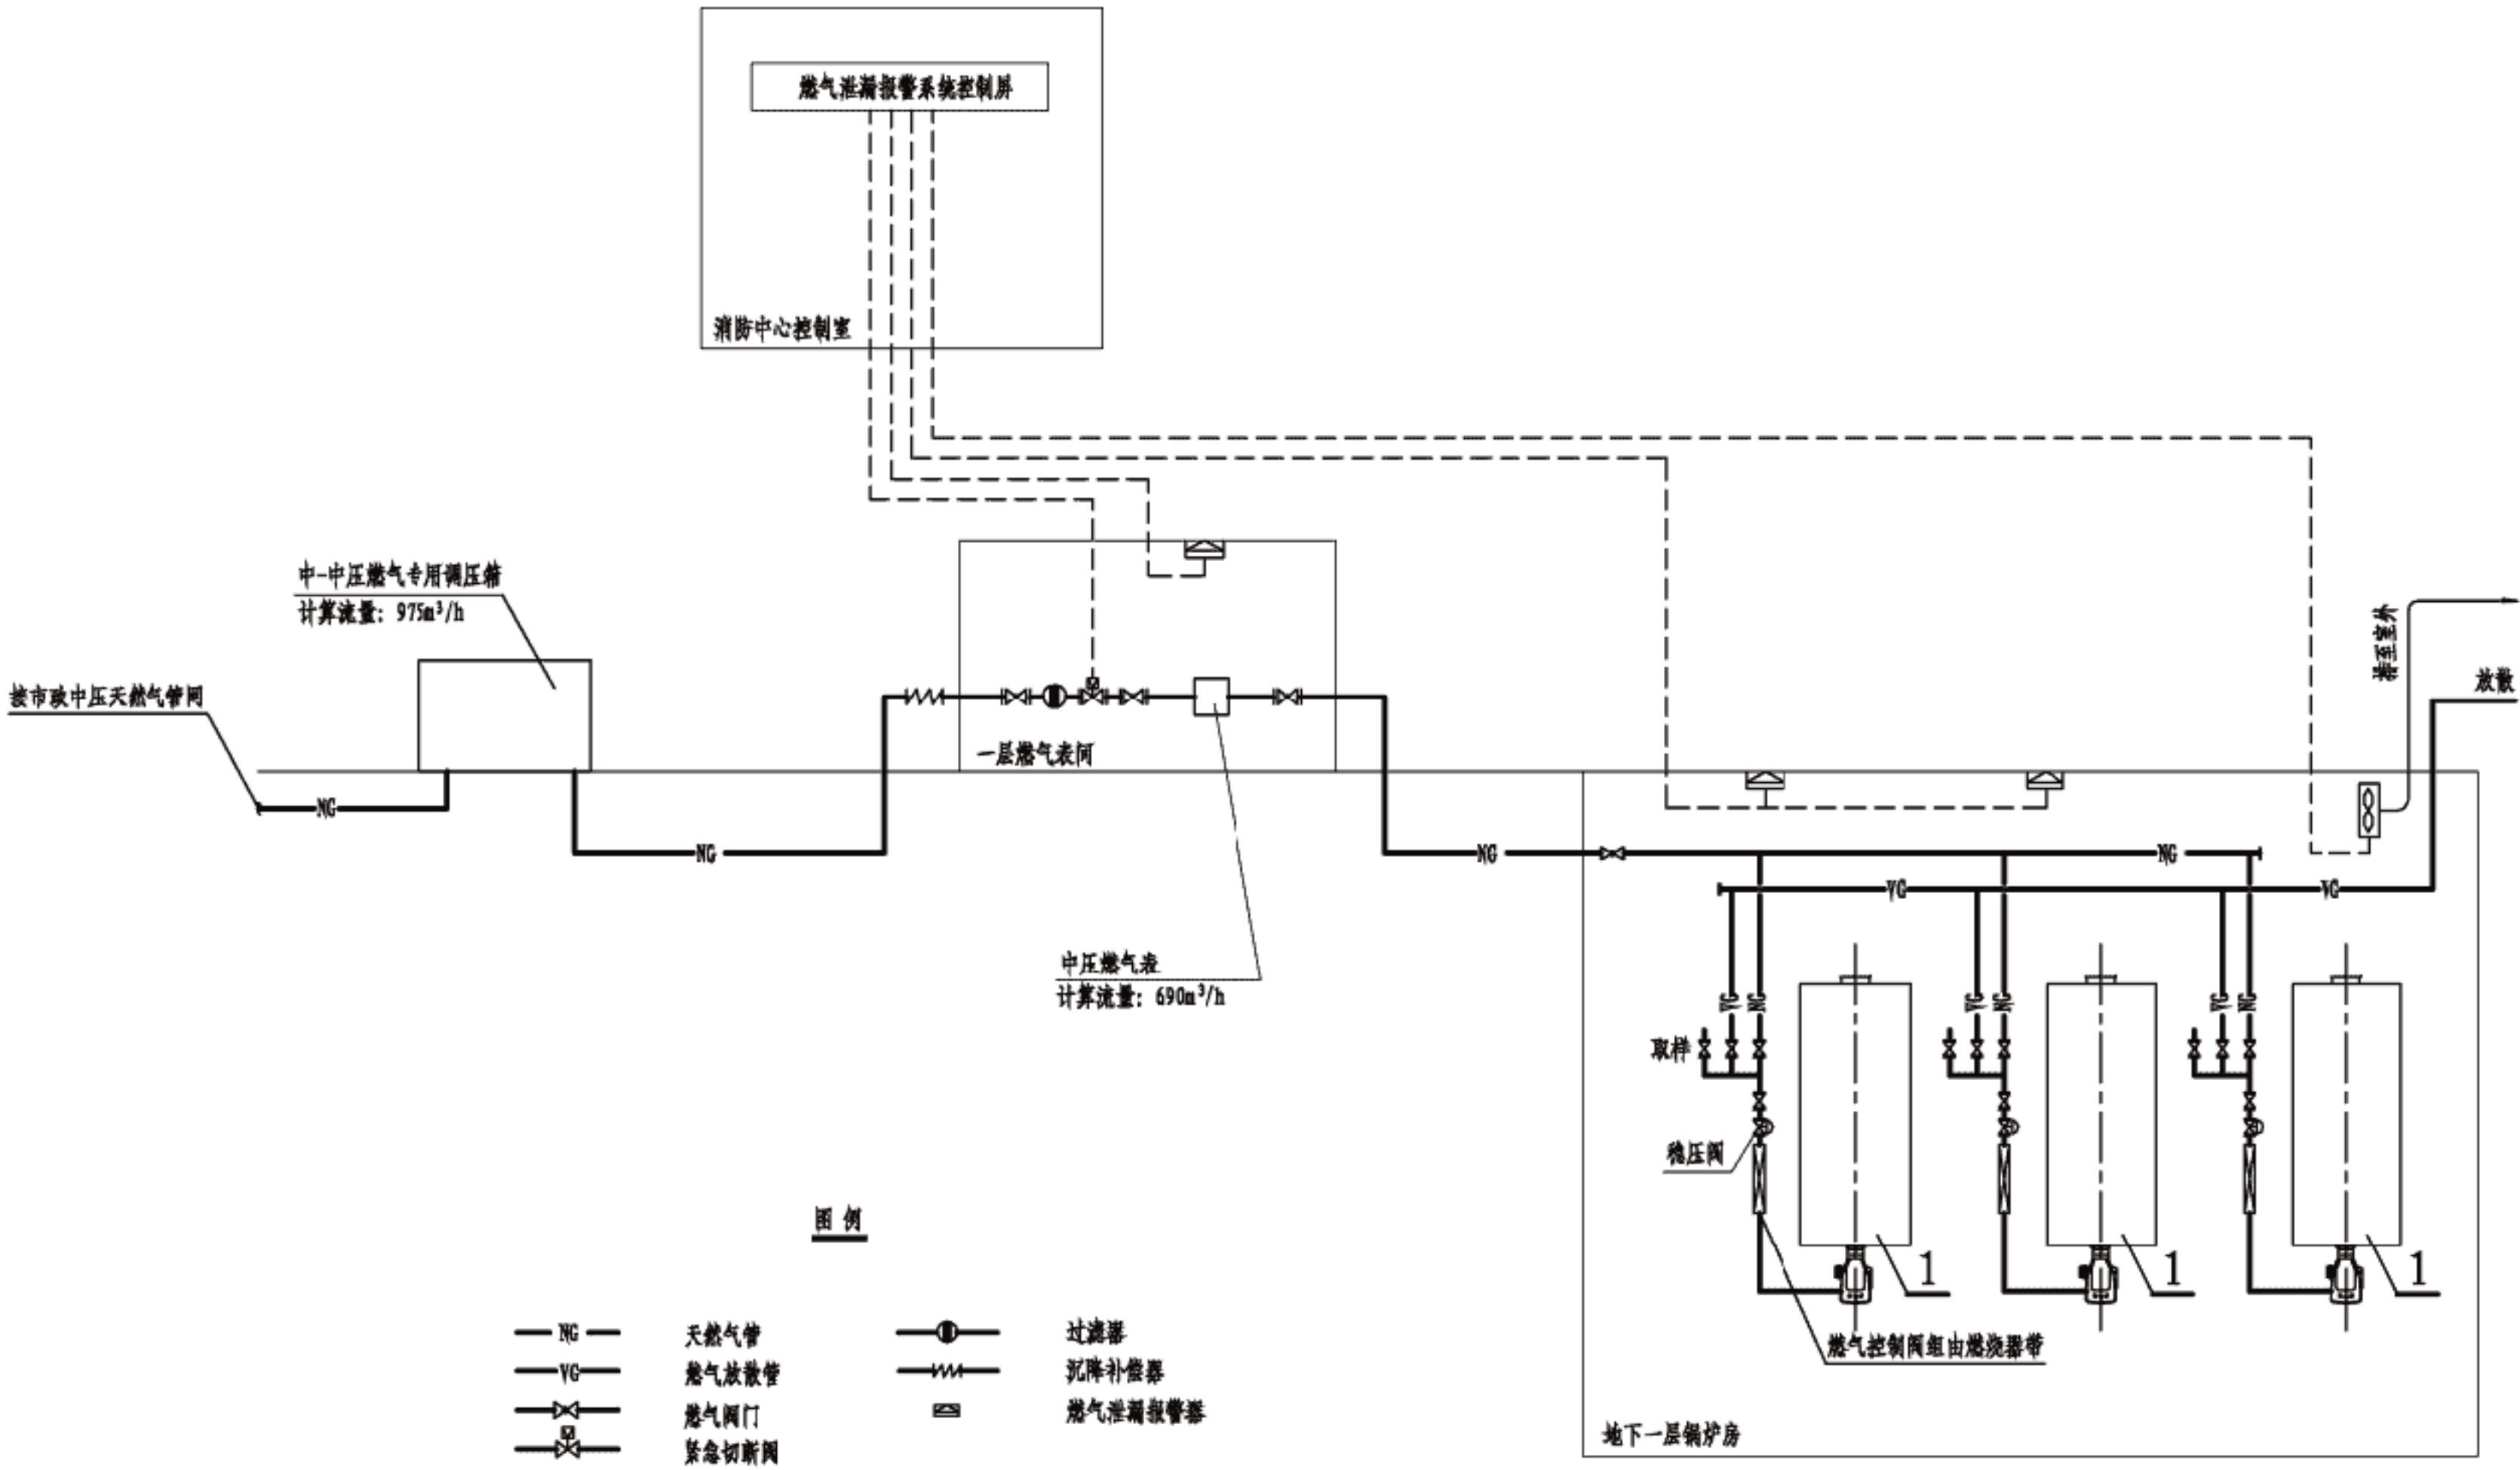 燃气泄漏报警系统控制屏
消防中心控制室
中-中压燃气专用调压箱
计算流量: 975m³/h
接市政中压天然气管网
一层燃气表间
排至室外
放散
NG
NG
NG
NG
VG
VG
中压燃气表
计算流量: 690m³/h
VG
NG
VG
NG
VG
NG
取样
稳压阀
1
1
1
燃气控制阀组由燃浇器带
地下一层锅炉房
图 例
NG 天然气管
VG 燃气放散管
燃气阀门
紧急切断阀
过滤器
沉降补偿器
燃气泄漏报警器